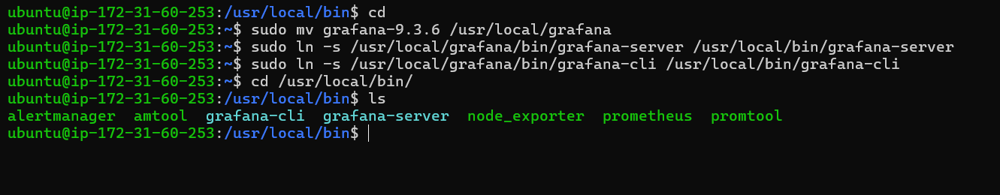 ubuntu@ip-172-31-60-253:/usr/local/bin$ cd
ubuntu@ip-172-31-60-253:~$ sudo mv grafana-9.3.6 /usr/local/grafana
ubuntu@ip-172-31-60-253:~$ sudo ln -s /usr/local/grafana/bin/grafana-server /usr/local/bin/grafana-server
ubuntu@ip-172-31-60-253:~$ sudo ln -s /usr/local/grafana/bin/grafana-cli /usr/local/bin/grafana-cli
ubuntu@ip-172-31-60-253:~$ cd /usr/local/bin/
ubuntu@ip-172-31-60-253:/usr/local/bin$ ls
alertmanager  amtool  grafana-cli  grafana-server  node_exporter  prometheus  promtool
ubuntu@ip-172-31-60-253:/usr/local/bin$